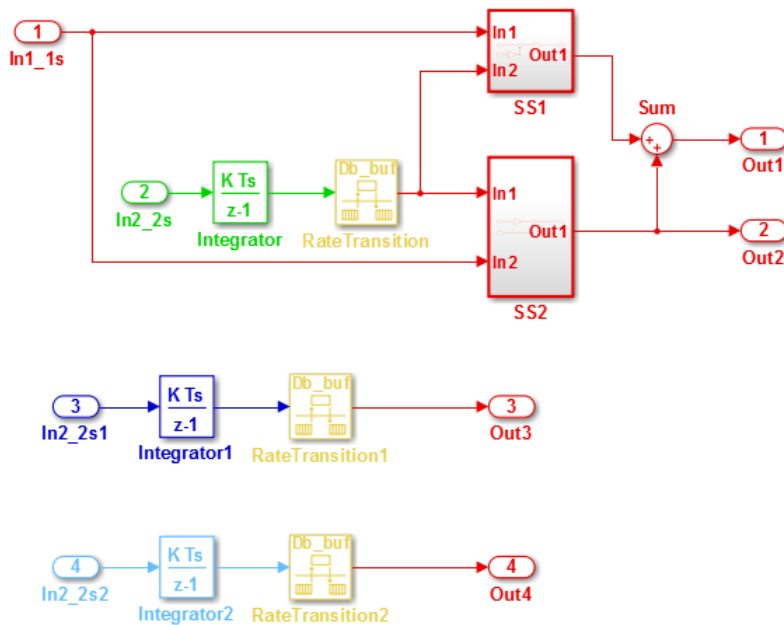 1
In1_1s
In1
In2
Out1
SS1
Sum
+
+
1
Out1
2
In2_2s
K Ts
z-1
Integrator
Db_buf
RateTransition
In1
In2
Out1
SS2
2
Out2
3
In2_2s1
K Ts
z-1
Integrator1
Db_buf
RateTransition1
3
Out3
4
In2_2s2
K Ts
z-1
Integrator2
Db_buf
RateTransition2
4
Out4